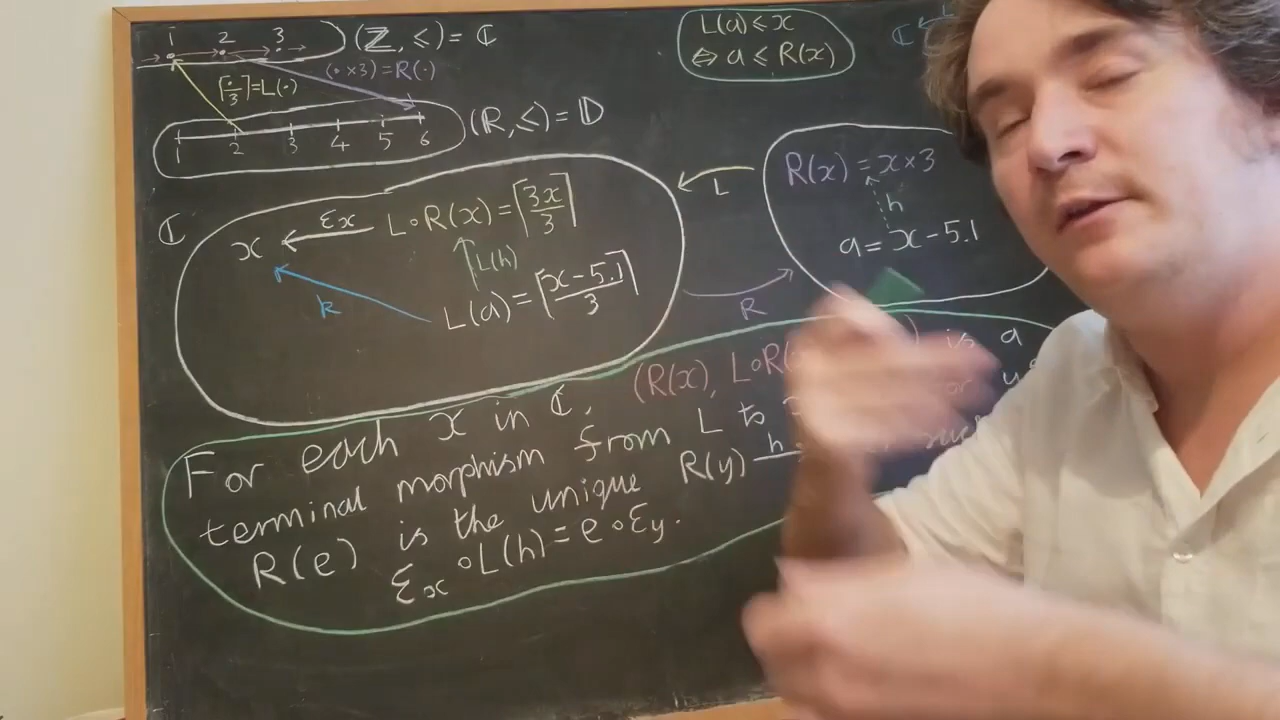 1 2 3 (ℤ, ≤) = ℂ
(· × 3) = R(·)
⌈·/3⌉ = L(·)
1 2 3 4 5 6 (R, ≤) = 𝔻
L(a) ≤ x
⇔ a ≤ R(x)
ℂ
ℂ
x εx L∘R(x) = ⌈3x/3⌉
L(h)
k L(a) = ⌈x-5.1/3⌉
L
R
R(x) = x×3
h
a = x-5.1
For each x in ℂ, (R(x), L∘R( is a
terminal morphism from L to
R(e) is the unique R(y) h
εx ∘ L(h) = e ∘ εy.